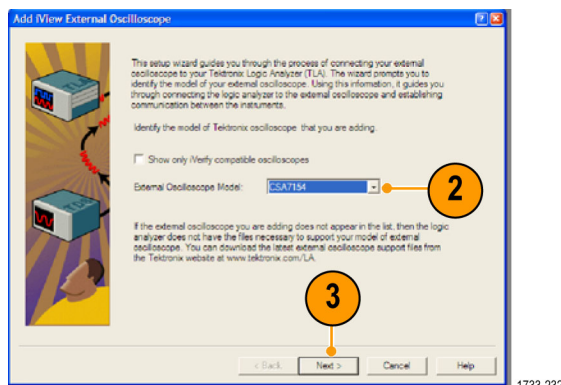 Add iView External Oscilloscope
This setup wizard guides you through the process of connecting your external
oscilloscope to your Tektronix Logic Analyzer (TLA). The wizard prompts you to
identify the model of your external oscilloscope. Using this information, it guides you
through connecting the logic analyzer to the external oscilloscope and establishing
communication between the instruments.
Identify the model of Tektronix oscilloscope that you are adding.
Show only iVerify compatible oscilloscopes
External Oscilloscope Model: CSA7154
2
If the external oscilloscope you are adding does not appear in the list, then the logic
analyzer does not have the files necessary to support your model of external
oscilloscope. You can download the latest external oscilloscope support files from
the Tektronix website at www.tektronix.com/LA.
3
< Back Next > Cancel Help
TDS